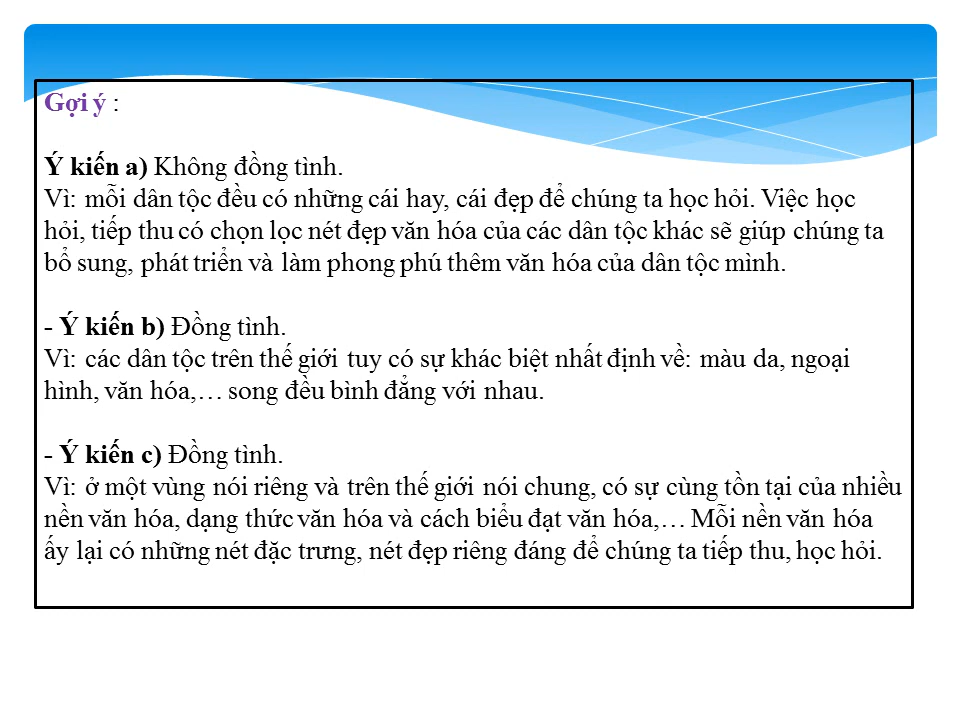 Gợi ý :
Ý kiến a) Không đồng tình.
Vì: mỗi dân tộc đều có những cái hay, cái đẹp để chúng ta học hỏi. Việc học
hỏi, tiếp thu có chọn lọc nét đẹp văn hóa của các dân tộc khác sẽ giúp chúng ta
bổ sung, phát triển và làm phong phú thêm văn hóa của dân tộc mình.
- Ý kiến b) Đồng tình.
Vì: các dân tộc trên thế giới tuy có sự khác biệt nhất định về: màu da, ngoại
hình, văn hóa,… song đều bình đẳng với nhau.
- Ý kiến c) Đồng tình.
Vì: ở một vùng nói riêng và trên thế giới nói chung, có sự cùng tồn tại của nhiều
nền văn hóa, dạng thức văn hóa và cách biểu đạt văn hóa,… Mỗi nền văn hóa
ấy lại có những nét đặc trưng, nét đẹp riêng đáng để chúng ta tiếp thu, học hỏi.